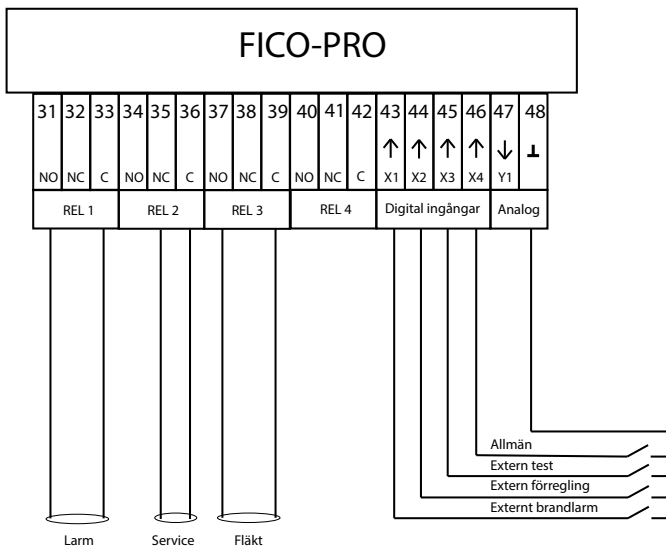 FICO-PRO
31 32 33 34 35 36 37 38 39 40 41 42 43 44 45 46 47 48
NO NC C NO NC C NO NC C NO NC C X1 X2 X3 X4 Y1
REL 1 REL 2 REL 3 REL 4 Digital ingångar Analog
Allmän
Extern test
Extern förregling
Externt brandlarm
Larm Service Fläkt